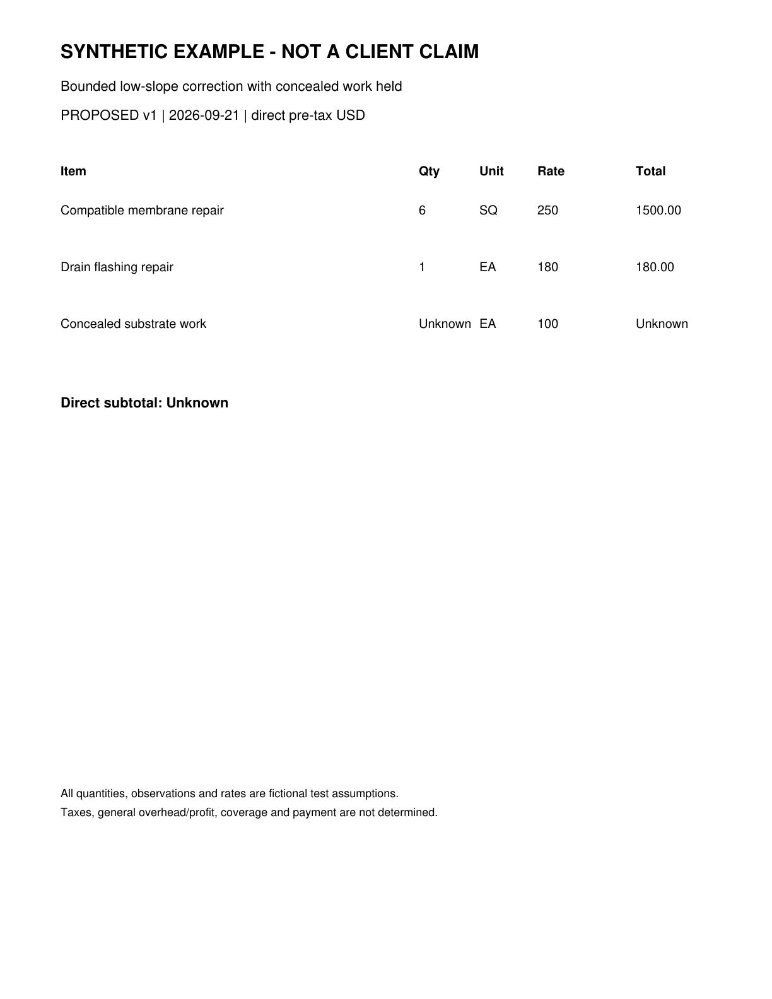 SYNTHETIC EXAMPLE - NOT A CLIENT CLAIM
Bounded low-slope correction with concealed work held
PROPOSED v1 | 2026-09-21 | direct pre-tax USD
Item Qty Unit Rate Total
Compatible membrane repair 6 SQ 250 1500.00
Drain flashing repair 1 EA 180 180.00
Concealed substrate work Unknown EA 100 Unknown
Direct subtotal: Unknown
All quantities, observations and rates are fictional test assumptions.
Taxes, general overhead/profit, coverage and payment are not determined.